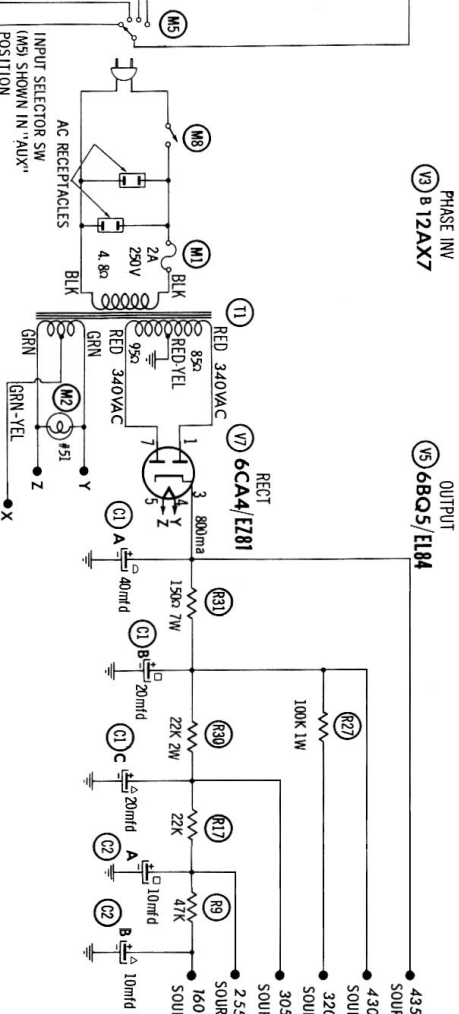 M5
INPUT SELECTOR SW
(M5) SHOWN IN "AUX"
POSITION
AC RECEPTACLES
M8
M1
2A
250V
4.8Ω
BLK
BLK
T1
RED
85Ω
RED-YEL
95Ω
RED
340VAC
340VAC
GRN
GRN
GRN-YEL
M2
#51
Y
Z
X
PHASE INV
V3 B 12AX7
RECT
V7 6CA4/EZ81
1
7
3
4
5
Y
Z
800ma
OUTPUT
V5 6BQ5/EL84
C1 A
40mfd
R31
150Ω 7W
C1 B
20mfd
R27
100K 1W
R30
22K 2W
C1 C
20mfd
R17
22K
C2 A
10mfd
R9
47K
C2 B
10mfd
435
430
320
305
255
160